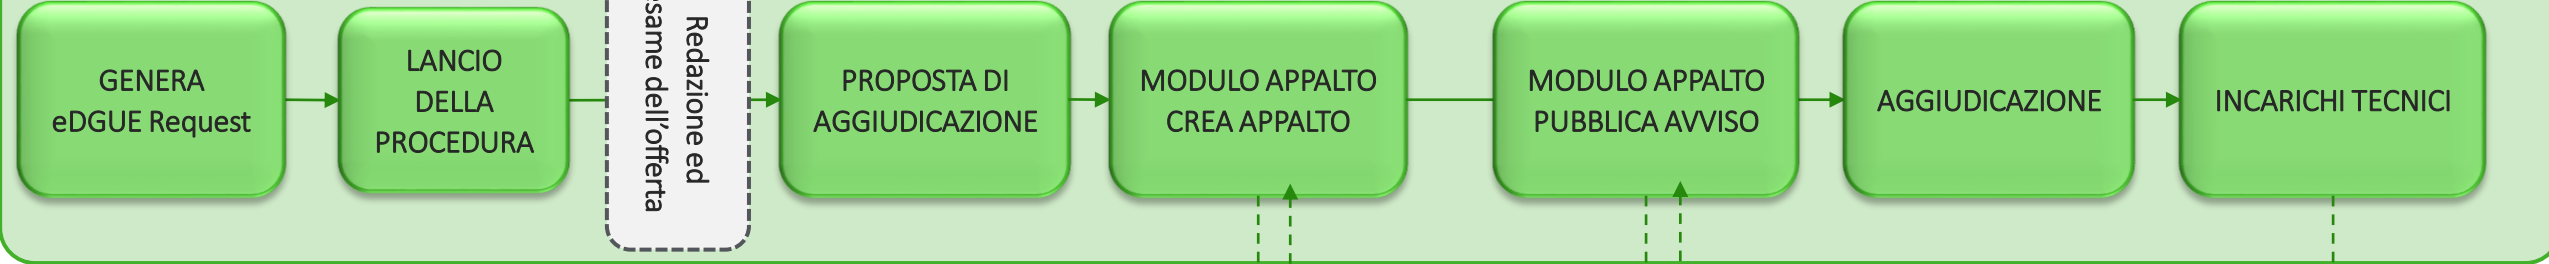 GENERA
eDGUE Request
LANCIO
DELLA
PROCEDURA
Redazione ed
esame dell'offerta
PROPOSTA DI
AGGIUDICAZIONE
MODULO APPALTO
CREA APPALTO
MODULO APPALTO
PUBBLICA AVVISO
AGGIUDICAZIONE
INCARICHI TECNICI